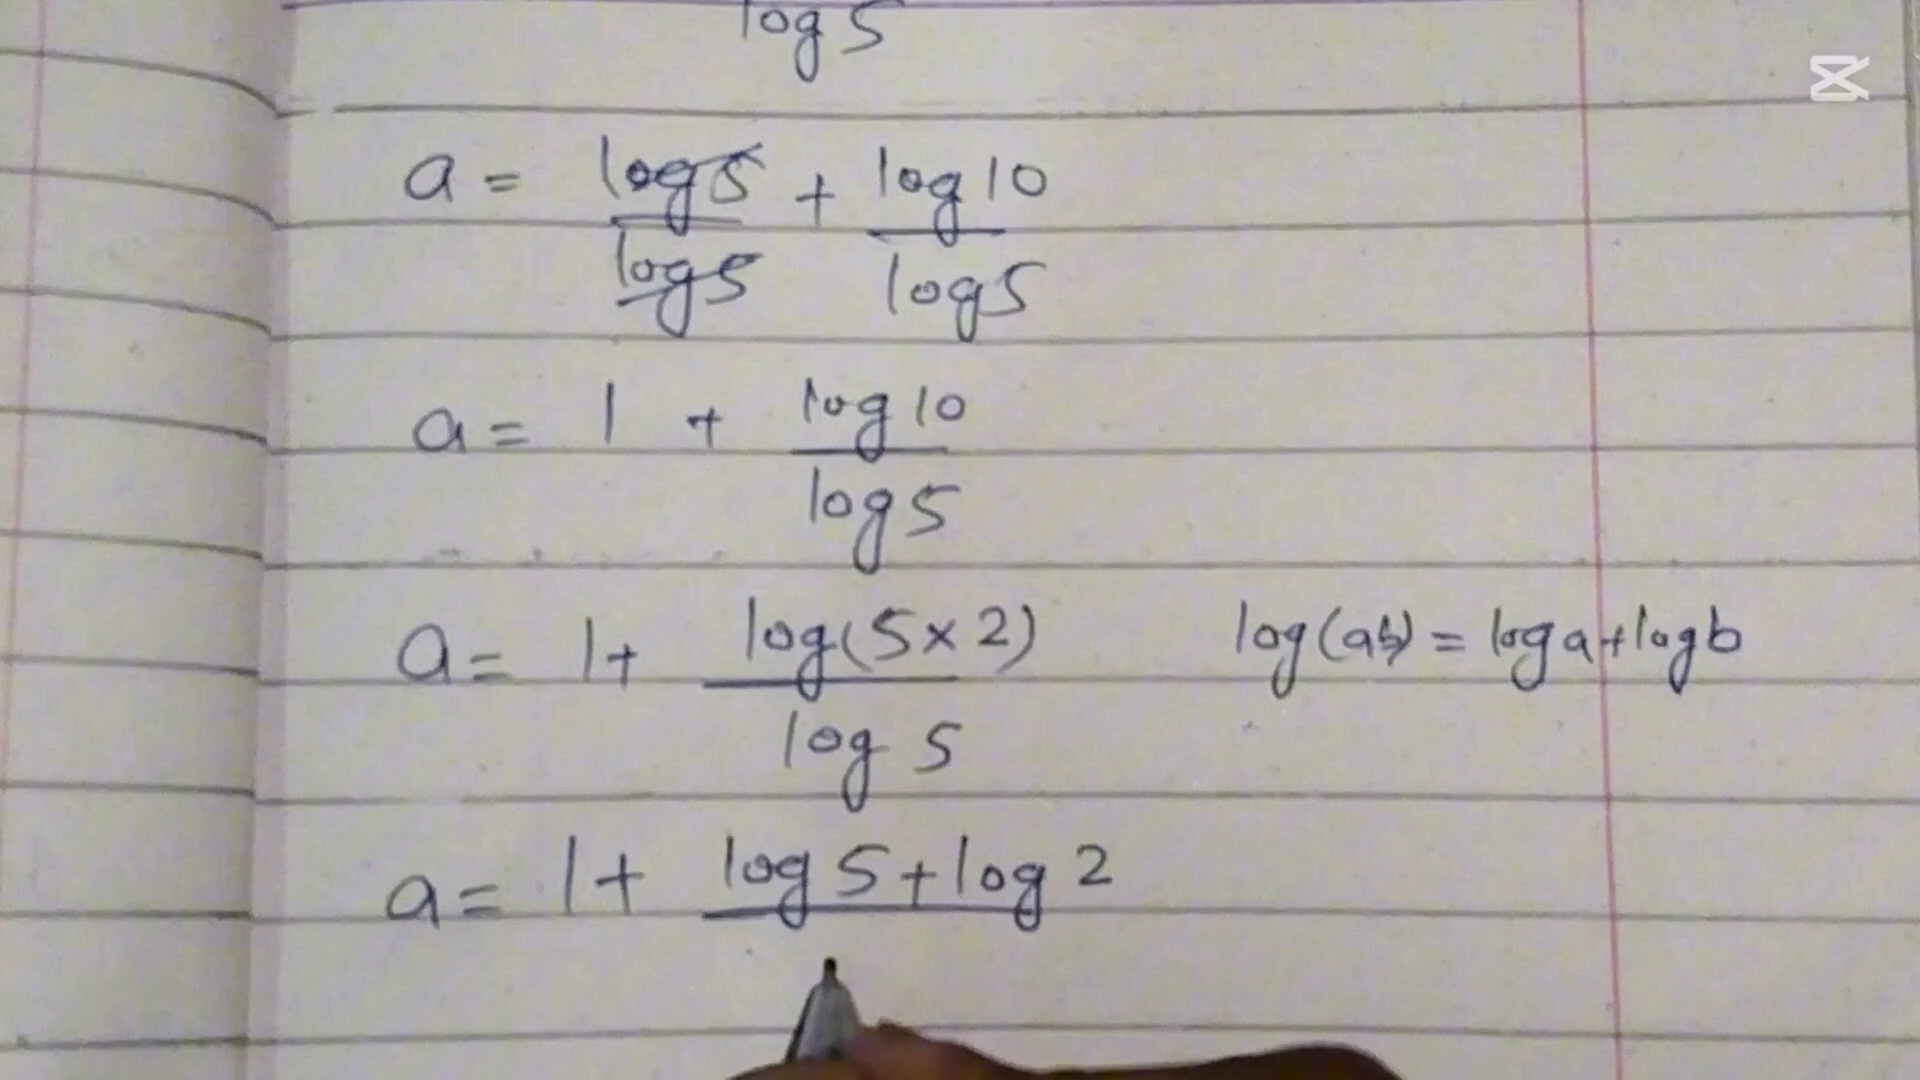 log 5
a = log 5 / log 5 + log 10 / log 5
a = 1 + log 10 / log 5
a = 1 + log(5 × 2) / log 5    log(ab) = log a + log b
a = 1 + log 5 + log 2